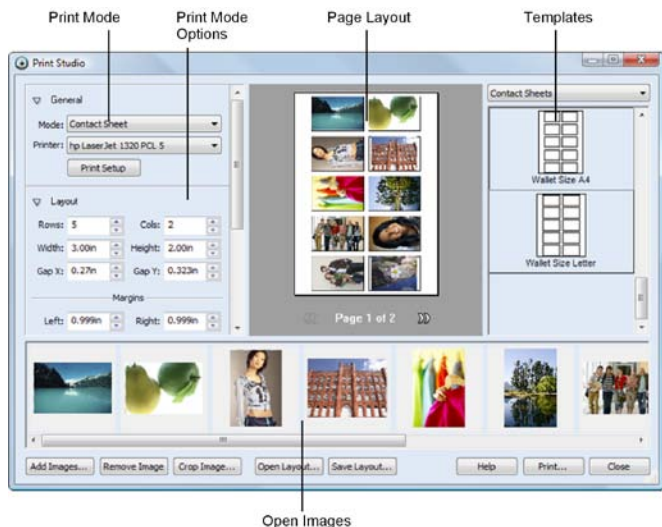 Print Mode
Print Mode
Options
Page Layout
Templates
Print Studio
General
Mode: Contact Sheet
Printer: hp LaserJet 1320 PCL 5
Print Setup
Layout
Rows: 5 Cols: 2
Width: 3.00in Height: 2.00in
Gap X: 0.27in Gap Y: 0.323in
Margins
Left: 0.999in Right: 0.999in
Page 1 of 2
Contact Sheets
Wallet Size A4
Wallet Size Letter
Add Images...
Remove Image
Crop Image...
Open Layout...
Save Layout...
Help
Print...
Close
Open Images